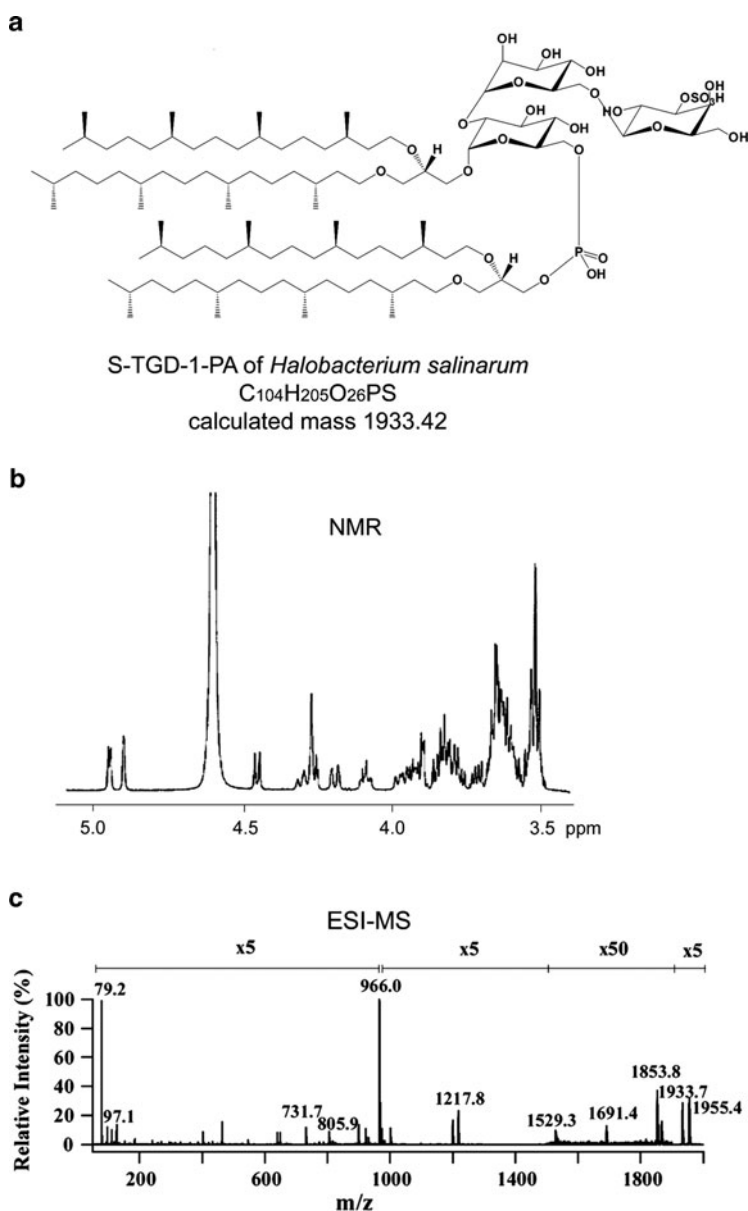 a
OH
OH
HO
OH
O
O
OH
OSO₃H
HO
O
O
O
OH
O
OH
O
OH
O
H
O
O
O
O
O
H
P
O
O
O
OH
S-TGD-1-PA of Halobacterium salinarum
C₁₀₄H₂₀₅O₂₆PS
calculated mass 1933.42
b
NMR
5.0 4.5 4.0 3.5 ppm
c
ESI-MS
x5 x5 x50 x5
Relative Intensity (%)
100
80
60
40
20
0
79.2
97.1
731.7
805.9
966.0
1217.8
1529.3
1691.4
1853.8
1933.7
1955.4
200 600 1000 1400 1800
m/z